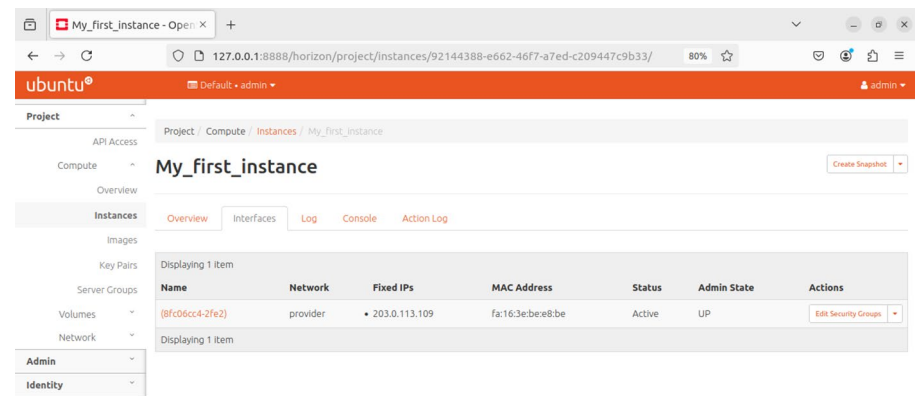 My_first_instance - Open
127.0.0.1:8888/horizon/project/instances/92144388-e662-46f7-a7ed-c209447c9b33/ 80%
ubuntu Default • admin admin
Project
API Access
Compute
Overview
Instances
Images
Key Pairs
Server Groups
Volumes
Network
Admin
Identity
Project / Compute / Instances / My_first_instance
My_first_instance
Create Snapshot
Overview Interfaces Log Console Action Log
Displaying 1 item
Name Network Fixed IPs MAC Address Status Admin State Actions
(8fc06cc4-2fe2) provider • 203.0.113.109 fa:16:3e:be:e8:be Active UP Edit Security Groups
Displaying 1 item